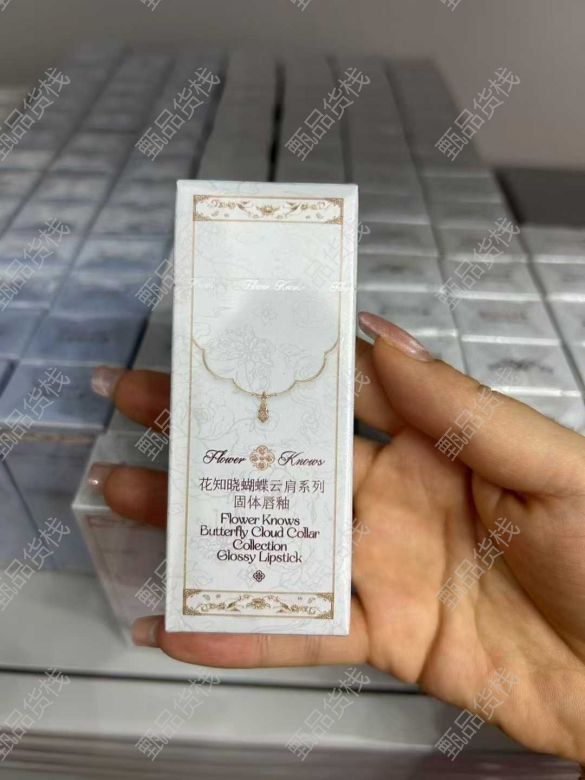 Flower Knows
Flower Knows
花知晓蝴蝶云肩系列
固体唇釉
Flower Knows
Butterfly Cloud Collar
Collection
Glossy Lipstick
甄品货栈